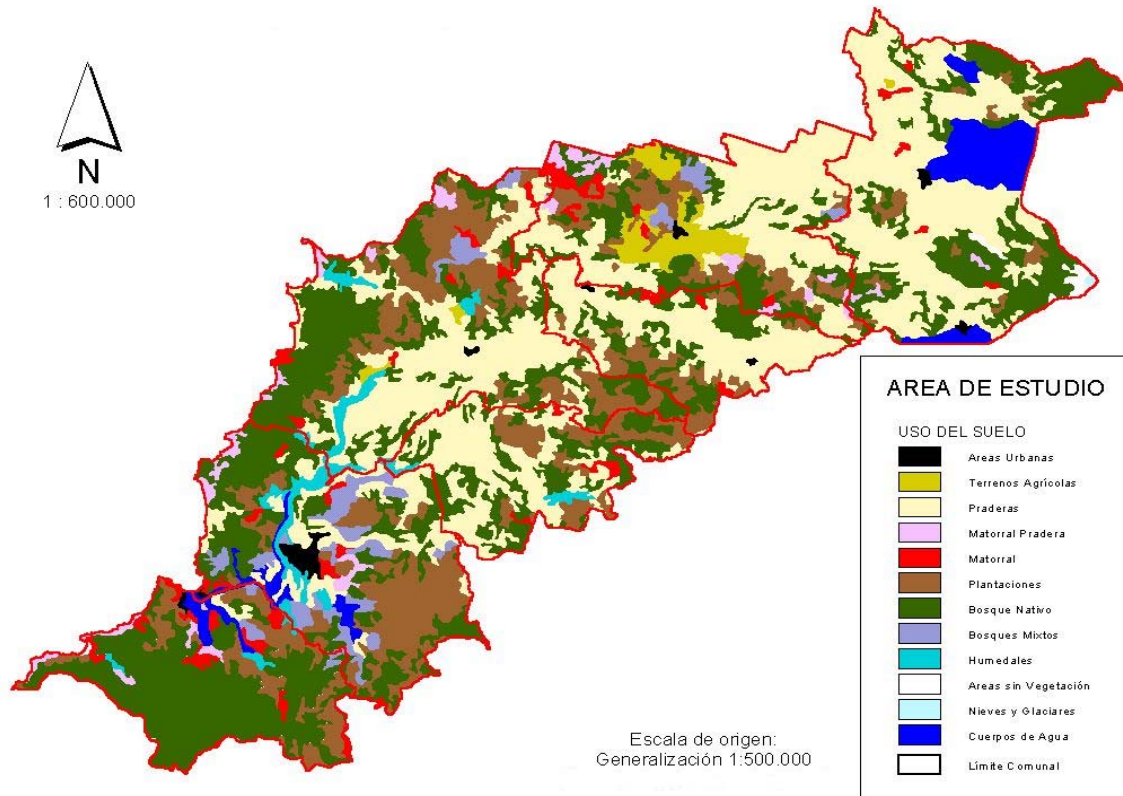 N
1 : 600.000
AREA DE ESTUDIO
USO DEL SUELO
Areas Urbanas
Terrenos Agrícolas
Praderas
Matorral Pradera
Matorral
Plantaciones
Bosque Nativo
Bosques Mixtos
Humedales
Areas sin Vegetación
Nieves y Glaciares
Cuerpos de Agua
Límite Comunal
Escala de origen:
Generalización 1:500.000